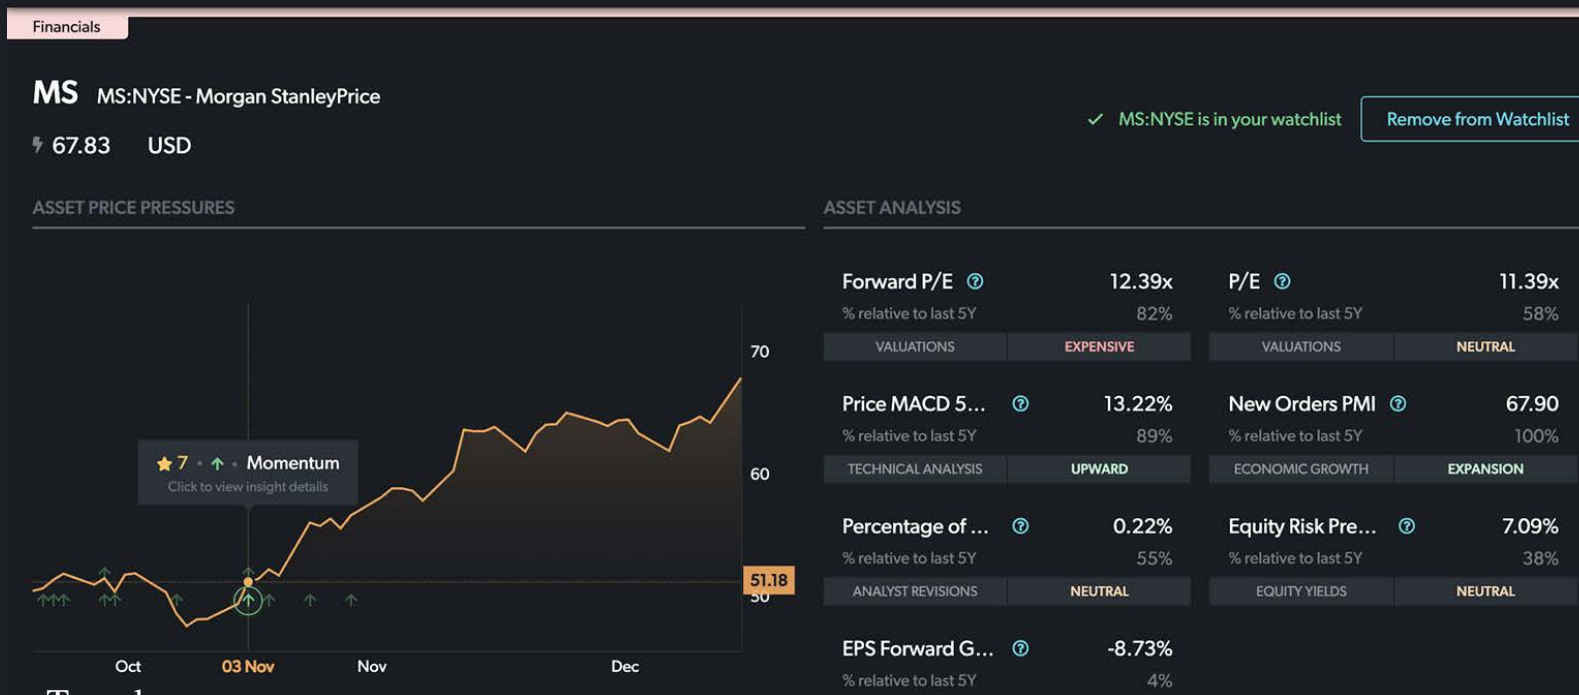 Financials
MS MS:NYSE - Morgan StanleyPrice
67.83 USD
MS:NYSE is in your watchlist
Remove from Watchlist
ASSET PRICE PRESSURES
7 • • Momentum
Click to view insight details
70
60
51.18
50
Oct 03 Nov Nov Dec
ASSET ANALYSIS
Forward P/E 12.39x
% relative to last 5Y 82%
VALUATIONS EXPENSIVE
P/E 11.39x
% relative to last 5Y 58%
VALUATIONS NEUTRAL
Price MACD 5... 13.22%
% relative to last 5Y 89%
TECHNICAL ANALYSIS UPWARD
New Orders PMI 67.90
% relative to last 5Y 100%
ECONOMIC GROWTH EXPANSION
Percentage of ... 0.22%
% relative to last 5Y 55%
ANALYST REVISIONS NEUTRAL
Equity Risk Pre... 7.09%
% relative to last 5Y 38%
EQUITY YIELDS NEUTRAL
EPS Forward G... -8.73%
% relative to last 5Y 4%